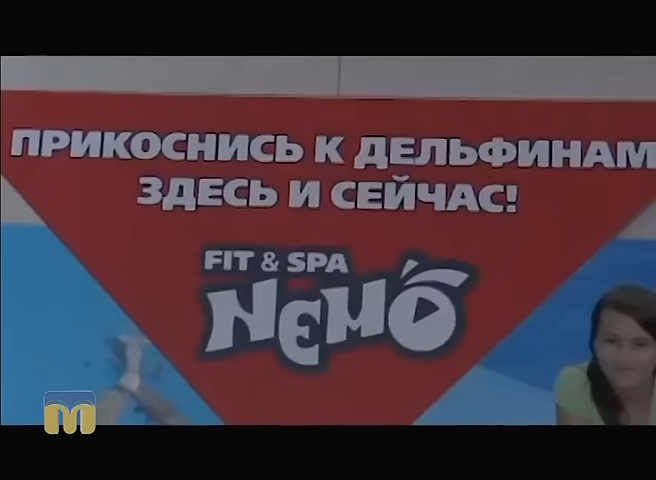 ПРИКОСНИСЬ К ДЕЛЬФИНАМ
ЗДЕСЬ И СЕЙЧАС!
FIT & SPA
NEMO
M